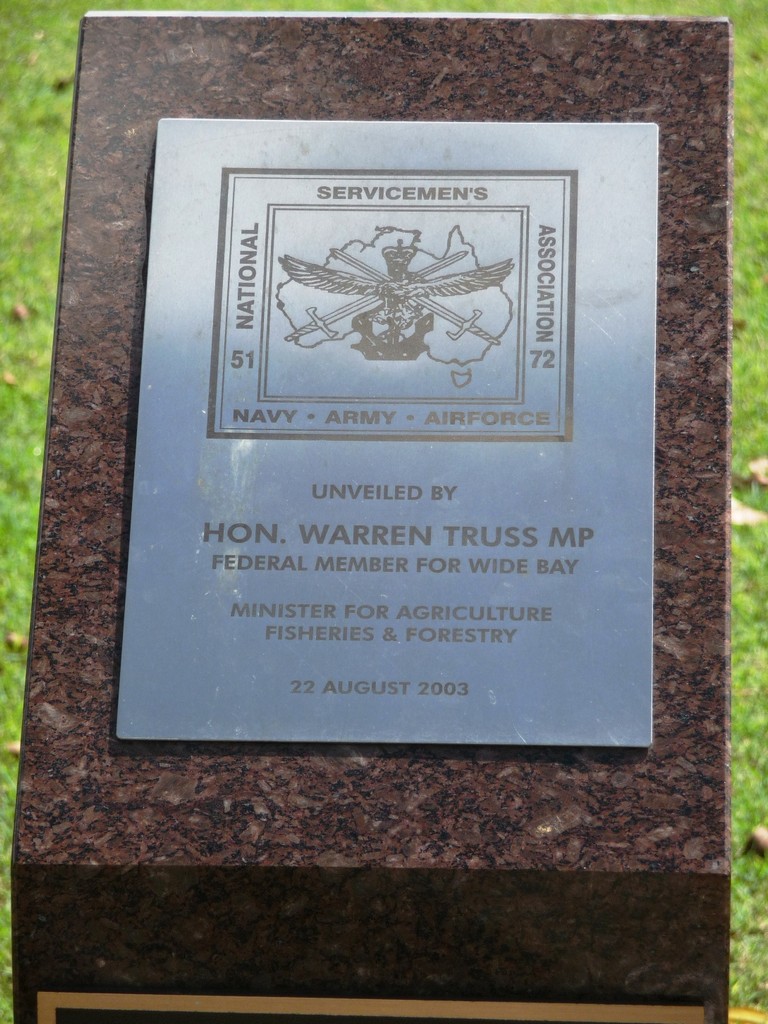 SERVICEMEN'S
NATIONAL
ASSOCIATION
51
72
NAVY • ARMY • AIRFORCE
UNVEILED BY
HON. WARREN TRUSS MP
FEDERAL MEMBER FOR WIDE BAY
MINISTER FOR AGRICULTURE
FISHERIES & FORESTRY
22 AUGUST 2003